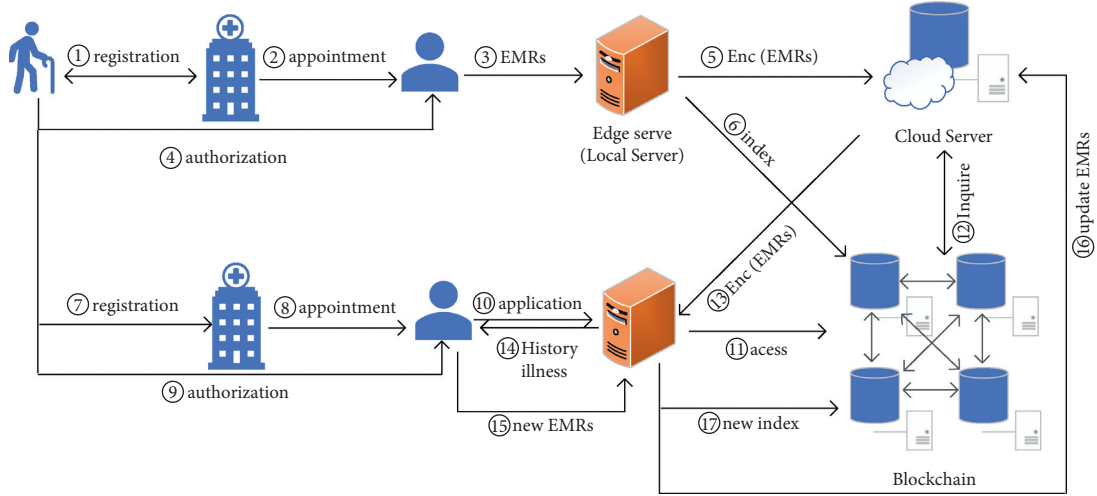 ① registration
② appointment
③ EMRs
⑤ Enc (EMRs)
④ authorization
Edge serve
(Local Server)
⑥ index
Cloud Server
⑫ Inquire
⑯ update EMRs
⑬ Enc (EMRs)
⑦ registration
⑧ appointment
⑩ application
⑭ History
illness
⑪ acess
⑨ authorization
⑮ new EMRs
⑰ new index
Blockchain